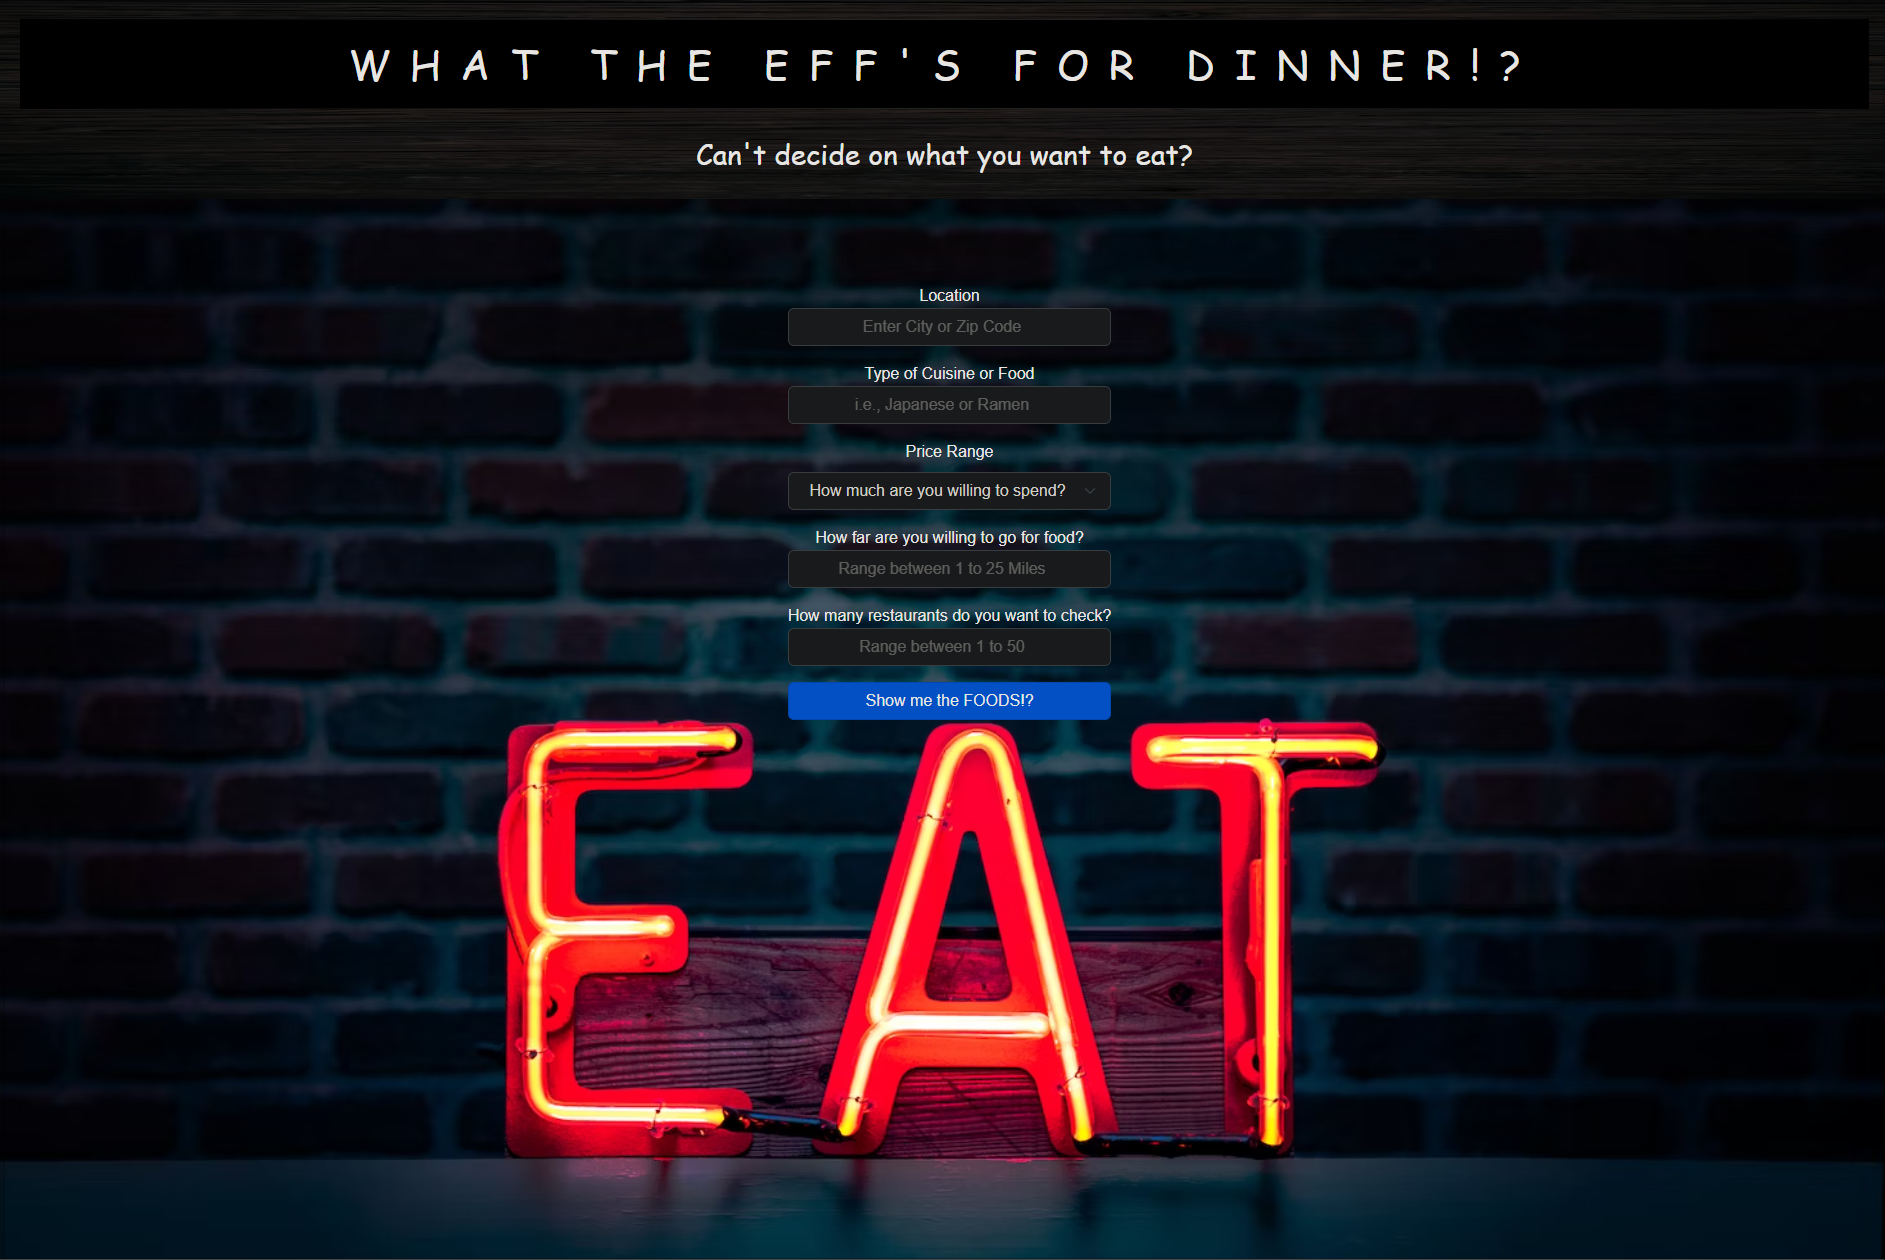 WHAT THE EFF'S FOR DINNER!?
Can't decide on what you want to eat?
Location
Enter City or Zip Code
Type of Cuisine or Food
i.e., Japanese or Ramen
Price Range
How much are you willing to spend?
How far are you willing to go for food?
Range between 1 to 25 Miles
How many restaurants do you want to check?
Range between 1 to 50
Show me the FOODS!?
EAT